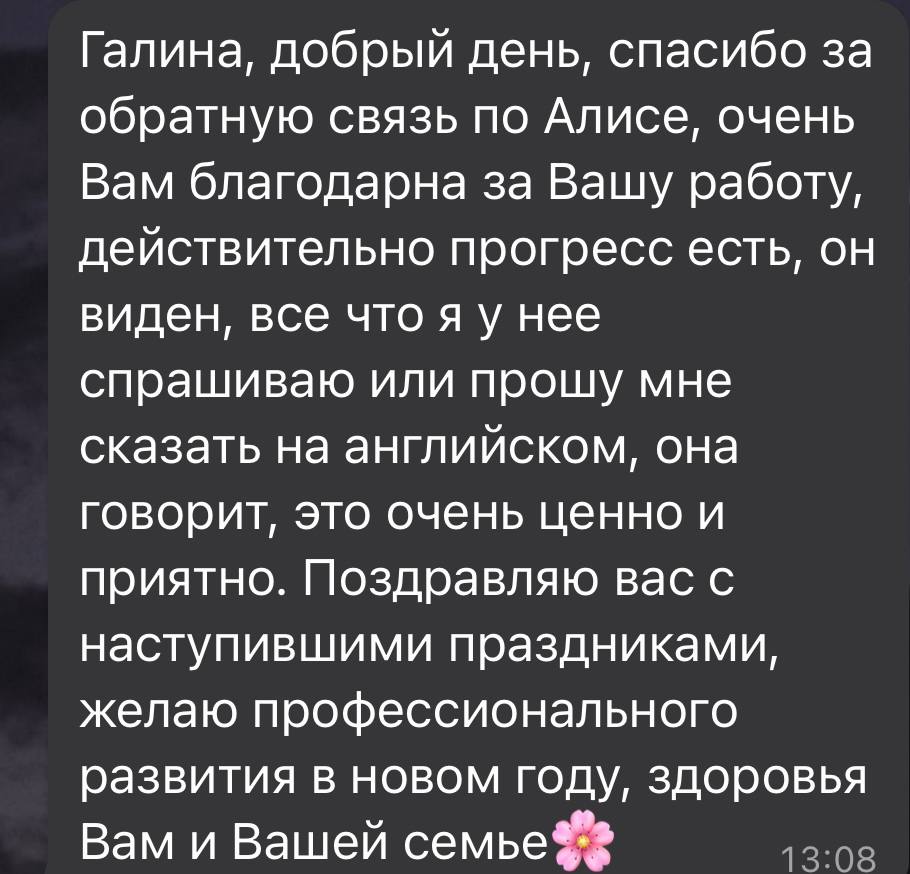 Галина, добрый день, спасибо за
обратную связь по Алисе, очень
Вам благодарна за Вашу работу,
действительно прогресс есть, он
виден, все что я у нее
спрашиваю или прошу мне
сказать на английском, она
говорит, это очень ценно и
приятно. Поздравляю вас с
наступившими праздниками,
желаю профессионального
развития в новом году, здоровья
Вам и Вашей семье🌸
13:08